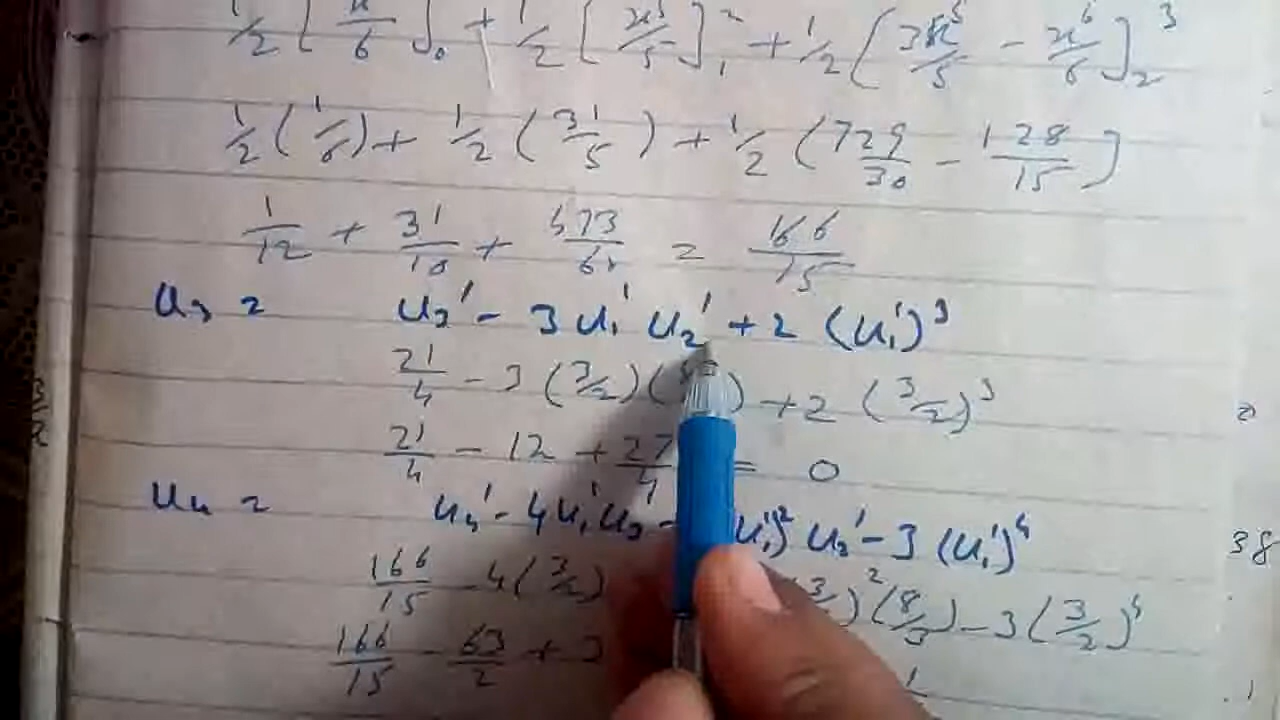 1/2 [x/6]₀ + 1/2 [x⁵/5]₁² + 1/2 [3x⁵/5 - x⁶/6]₂³
1/2 (1/6) + 1/2 (31/5) + 1/2 (729/30 - 128/15]
1/12 + 31/10 + 473/60 = 166/15
u₃ = u₃' - 3 u₁' u₂' + 2 (u₁')³
21/4 - 3 (3/2) ( ) + 2 (3/2)³
21/4 - 12 + 27/4 = 0
u₄ = u₄' - 4 u₁' u₃' u₁')² u₂' - 3 (u₁')⁴
38
166/15 - 4 (3/2) )² (8/3) - 3 (3/2)⁴
166/15 - 63/2 +